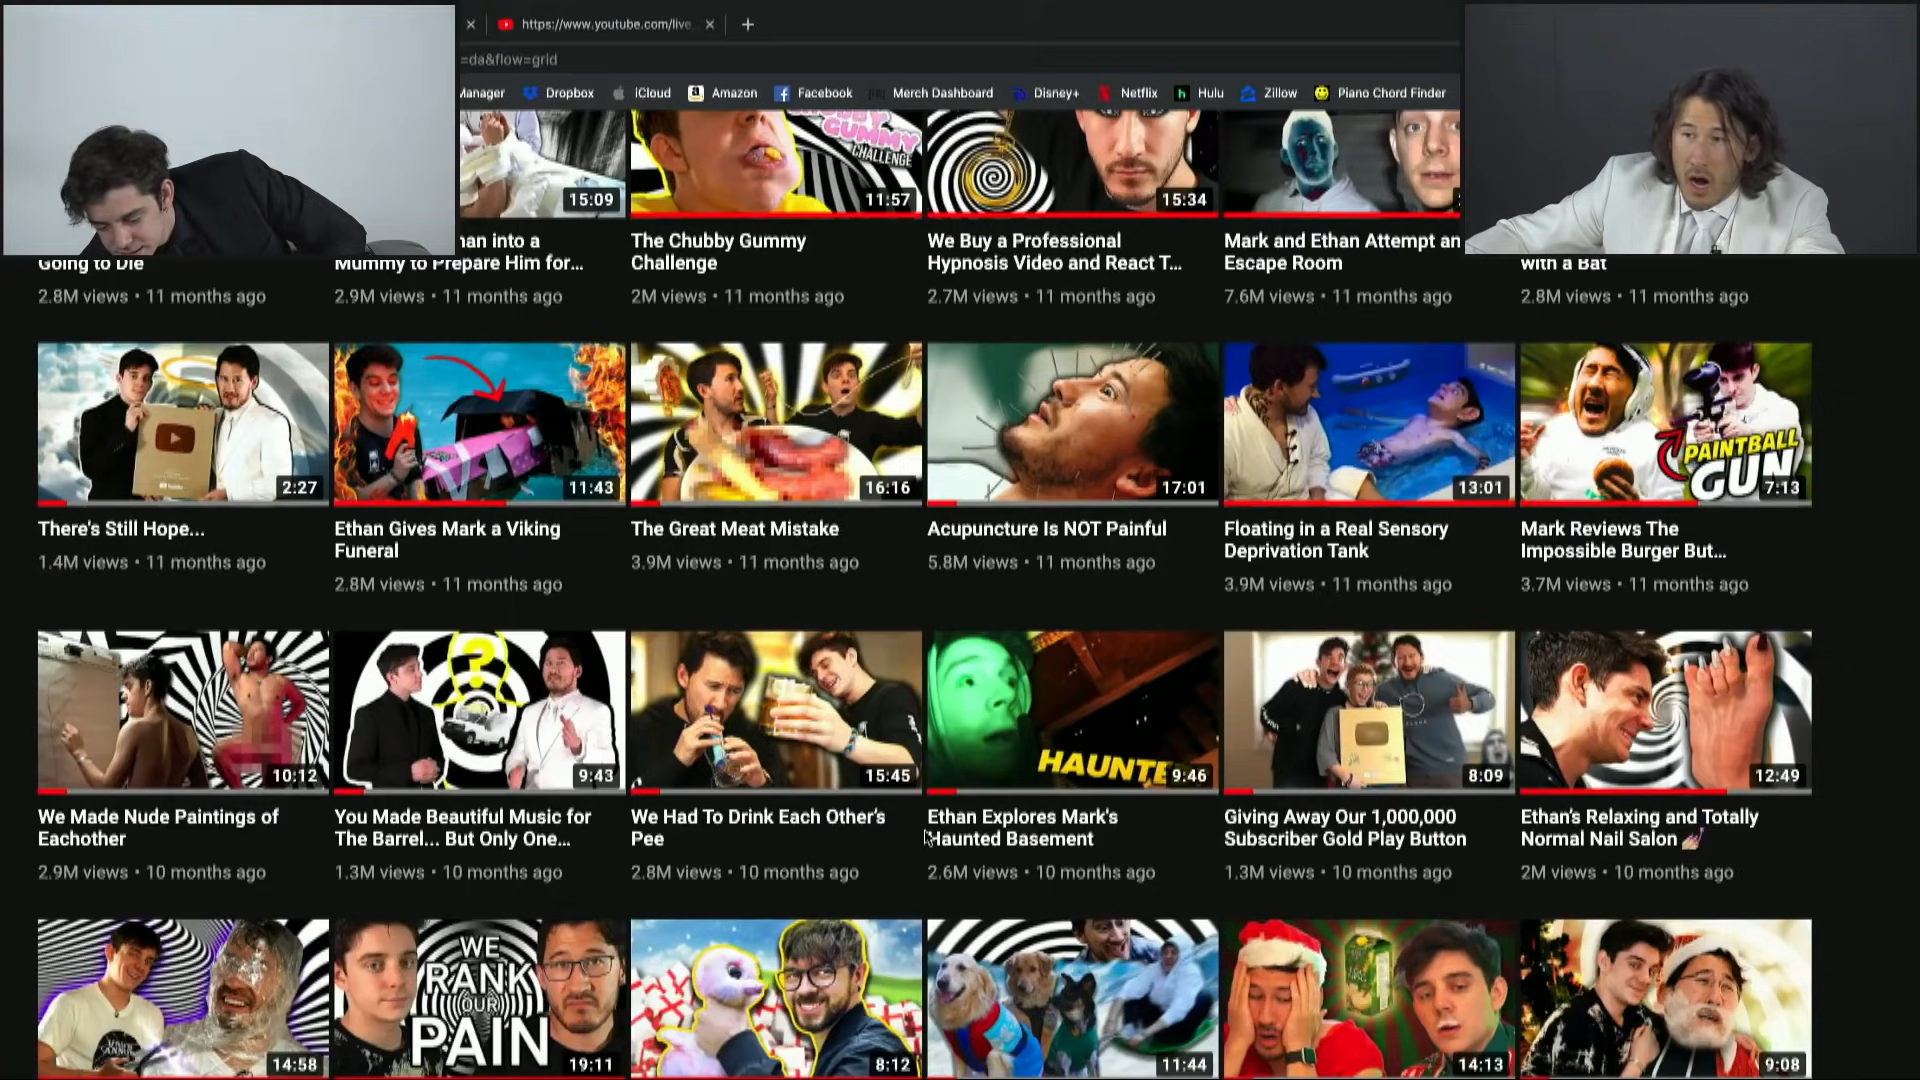 https://www.youtube.com/live
=da&flow=grid
Manager Dropbox iCloud Amazon Facebook Merch Dashboard Disney+ Netflix Hulu Zillow Piano Chord Finder
GUMMY
CHALLENGE
15:09
11:57
15:34
Going to Die
2.8M views • 11 months ago
man into a
Mummy to Prepare Him for...
2.9M views • 11 months ago
The Chubby Gummy
Challenge
2M views • 11 months ago
We Buy a Professional
Hypnosis Video and React T...
2.7M views • 11 months ago
Mark and Ethan Attempt an
Escape Room
7.6M views • 11 months ago
with a Bat
2.8M views • 11 months ago
2:27
There's Still Hope...
1.4M views • 11 months ago
11:43
Ethan Gives Mark a Viking
Funeral
2.8M views • 11 months ago
16:16
The Great Meat Mistake
3.9M views • 11 months ago
17:01
Acupuncture Is NOT Painful
5.8M views • 11 months ago
13:01
Floating in a Real Sensory
Deprivation Tank
3.9M views • 11 months ago
PAINTBALL
GUN
7:13
Mark Reviews The
Impossible Burger But...
3.7M views • 11 months ago
10:12
We Made Nude Paintings of
Eachother
2.9M views • 10 months ago
?
9:43
You Made Beautiful Music for
The Barrel... But Only One...
1.3M views • 10 months ago
15:45
We Had To Drink Each Other's
Pee
2.8M views • 10 months ago
HAUNTE
9:46
Ethan Explores Mark's
Haunted Basement
2.6M views • 10 months ago
8:09
Giving Away Our 1,000,000
Subscriber Gold Play Button
1.3M views • 10 months ago
12:49
Ethan's Relaxing and Totally
Normal Nail Salon 💅
2M views • 10 months ago
14:58
WE
RANK
OUR
PAIN
19:11
8:12
11:44
14:13
9:08